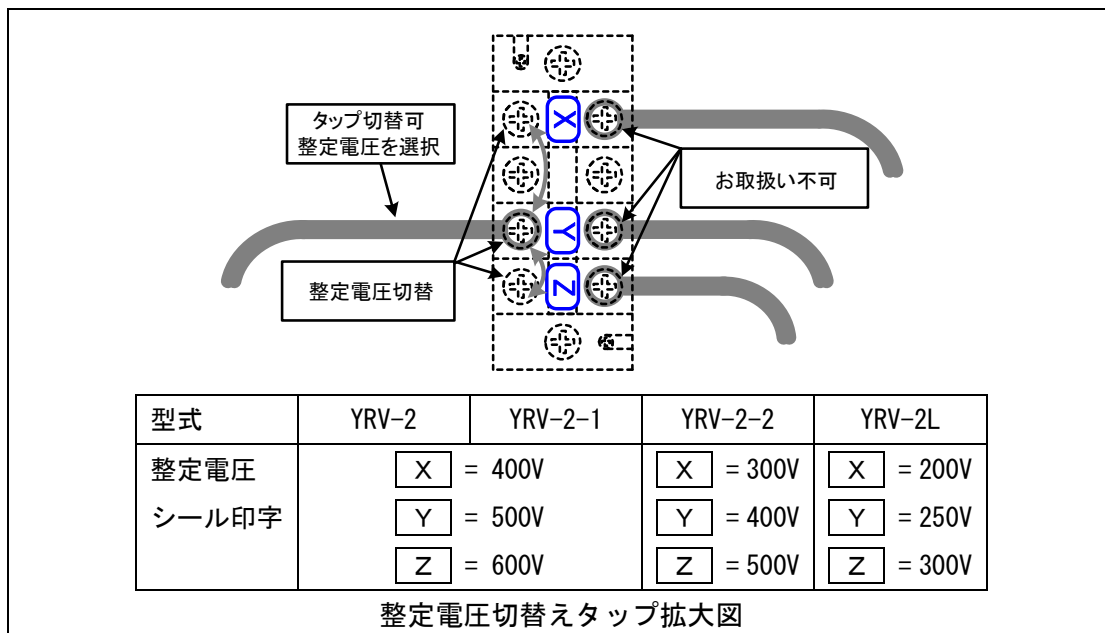 タップ切替可
整定電圧を選択
X
お取扱い不可
Y
整定電圧切替
Z
型式 YRV-2 YRV-2-1 YRV-2-2 YRV-2L
整定電圧 X = 400V X = 300V X = 200V
シール印字 Y = 500V Y = 400V Y = 250V
Z = 600V Z = 500V Z = 300V
整定電圧切替えタップ拡大図